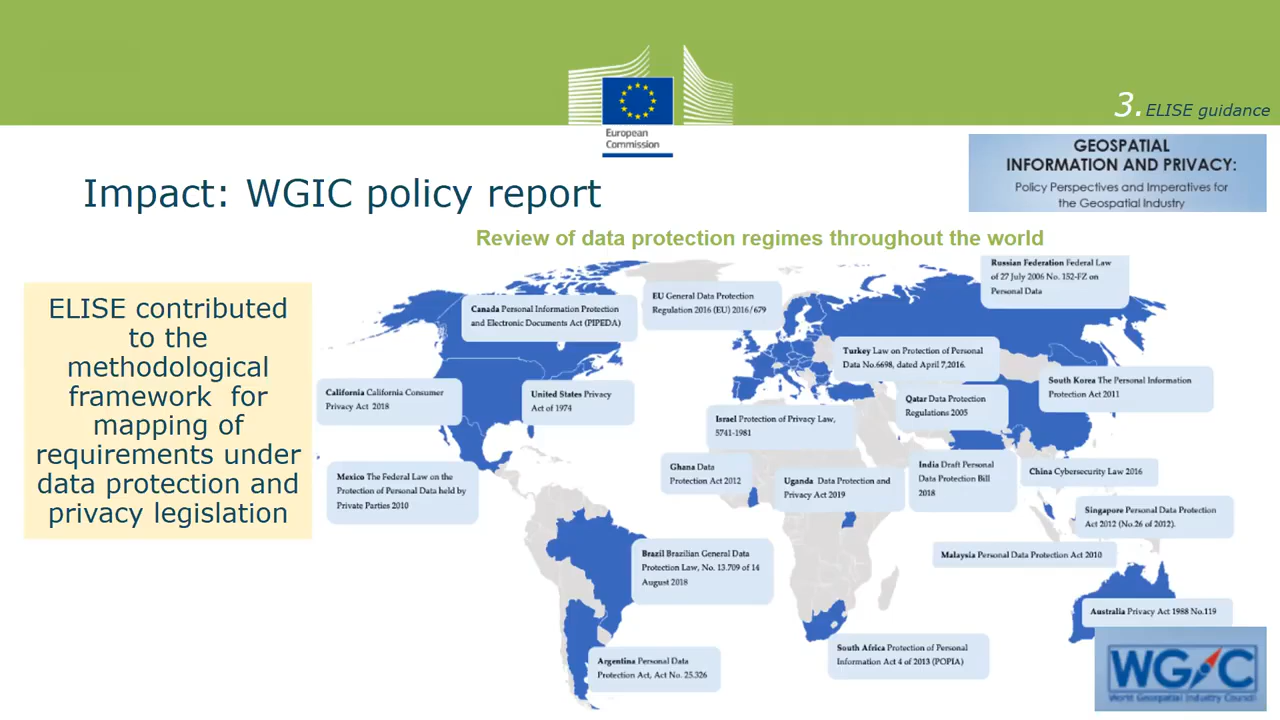 3. ELISE guidance
European
Commission
GEOSPATIAL
INFORMATION AND PRIVACY:
Policy Perspectives and Imperatives for
the Geospatial Industry
Impact: WGIC policy report
Review of data protection regimes throughout the world
ELISE contributed
to the
methodological
framework for
mapping of
requirements under
data protection and
privacy legislation
Russian Federation Federal Law
of 27 July 2006 No. 152-FZ on
Personal Data
Canada Personal Information Protection
and Electronic Documents Act (PIPEDA)
EU General Data Protection
Regulation 2016 (EU) 2016/679
Turkey Law on Protection of Personal
Data No.6698, dated April 7,2016.
South Korea The Personal Information
Protection Act 2011
California California Consumer
Privacy Act 2018
United States Privacy
Act of 1974
Qatar Data Protection
Regulations 2005
Israel Protection of Privacy Law,
5741-1981
Ghana Data
Protection Act 2012
Uganda Data Protection and
Privacy Act 2019
India Draft Personal
Data Protection Bill
2018
China Cybersecurity Law 2016
Mexico The Federal Law on the
Protection of Personal Data held by
Private Parties 2010
Singapore Personal Data Protection
Act 2012 (No.26 of 2012).
Malaysia Personal Data Protection Act 2010
Brazil Brazilian General Data
Protection Law, No. 13.709 of 14
August 2018
Australia Privacy Act 1988 No.119
South Africa Protection of Personal
Information Act 4 of 2013 (POPIA)
Argentina Personal Data
Protection Act, Act No. 25.326
WGIC
World Geospatial Industry Council